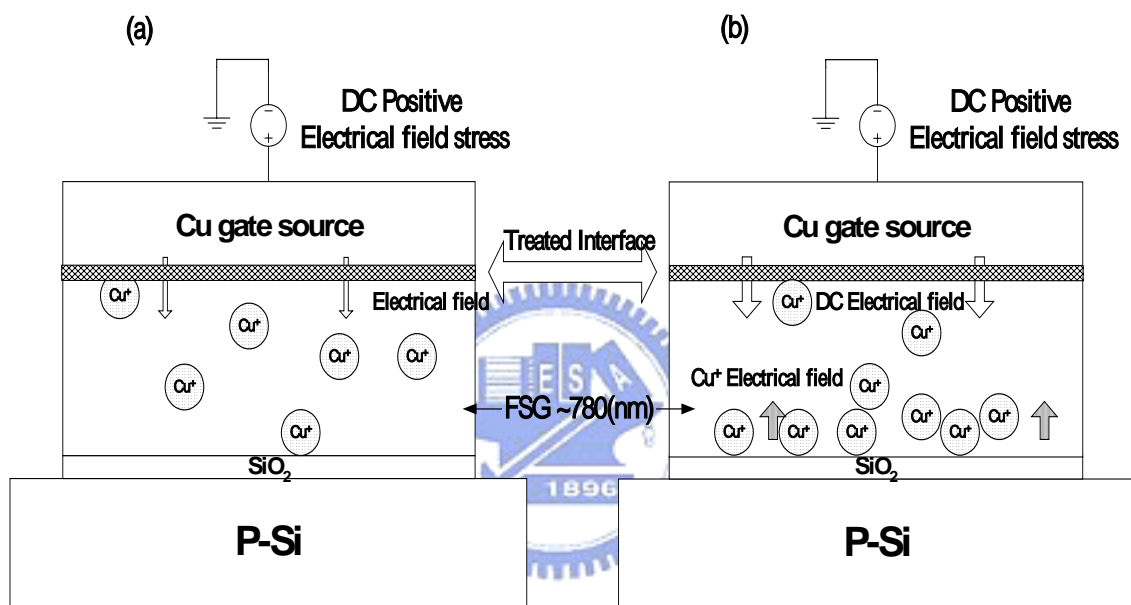 (a)
DC Positive
Electrical field stress
−
+
Cu gate source
Electrical field
Cu⁺
Cu⁺
Cu⁺
Cu⁺
Cu⁺
Cu⁺
SiO₂
P-Si
Treated Interface
FSG ~780(nm)
E S A
1896
(b)
DC Positive
Electrical field stress
−
+
Cu gate source
DC Electrical field
Cu⁺
Cu⁺
Cu⁺ Electrical field
Cu⁺
Cu⁺
Cu⁺
Cu⁺
Cu⁺
Cu⁺
Cu⁺
SiO₂
P-Si